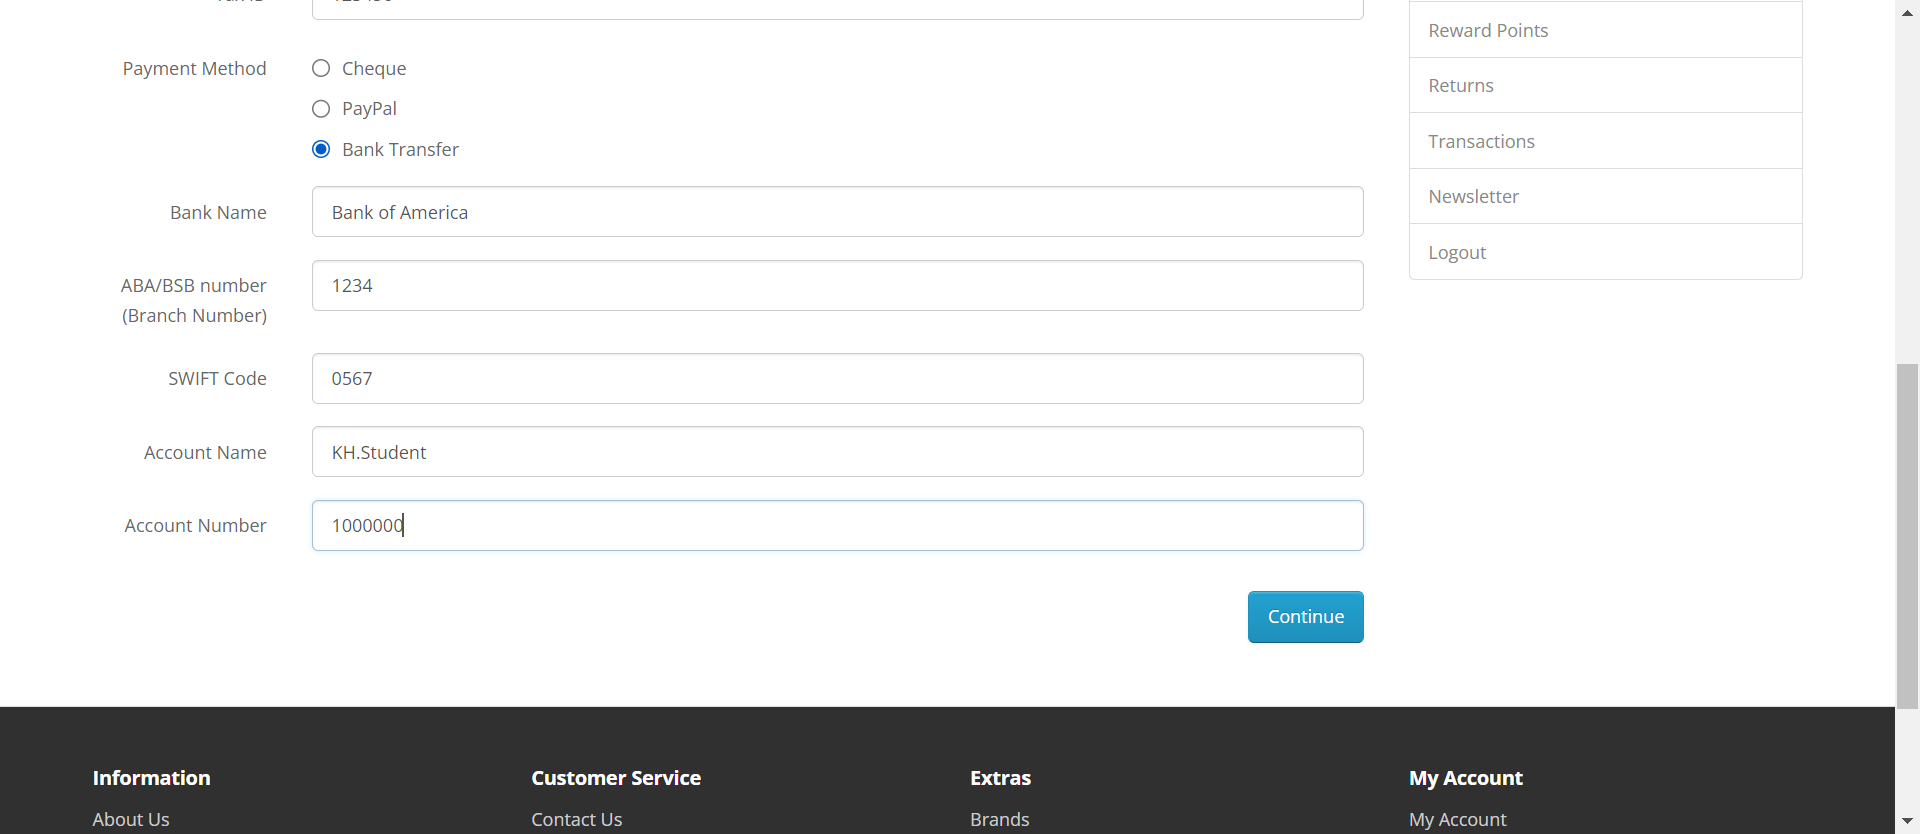 Payment Method
Cheque
PayPal
Bank Transfer
Bank Name
Bank of America
ABA/BSB number
(Branch Number)
1234
SWIFT Code
0567
Account Name
KH.Student
Account Number
1000000
Continue
Reward Points
Returns
Transactions
Newsletter
Logout
Information
Customer Service
Extras
My Account
About Us
Contact Us
Brands
My Account